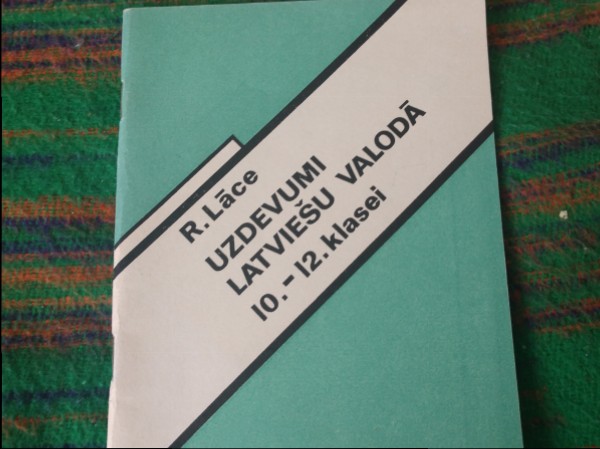 R. Lāce
UZDEVUMI
LATVIEŠU VALODĀ
10.–12. klasei